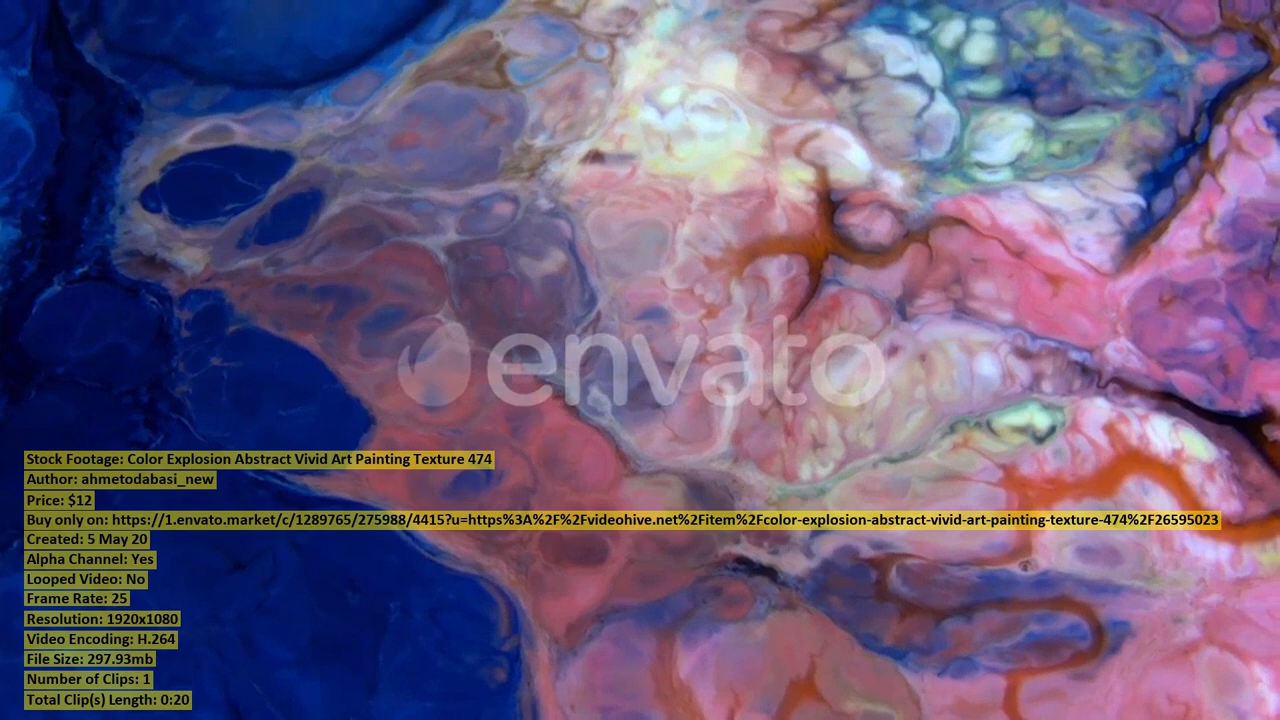 envato
Stock Footage: Color Explosion Abstract Vivid Art Painting Texture 474
Author: ahmetodabasi_new
Price: $12
Buy only on: https://1.envato.market/c/1289765/275988/4415?u=https%3A%2F%2Fvideohive.net%2Fitem%2Fcolor-explosion-abstract-vivid-art-painting-texture-474%2F26595023
Created: 5 May 20
Alpha Channel: Yes
Looped Video: No
Frame Rate: 25
Resolution: 1920x1080
Video Encoding: H.264
File Size: 297.93mb
Number of Clips: 1
Total Clip(s) Length: 0:20